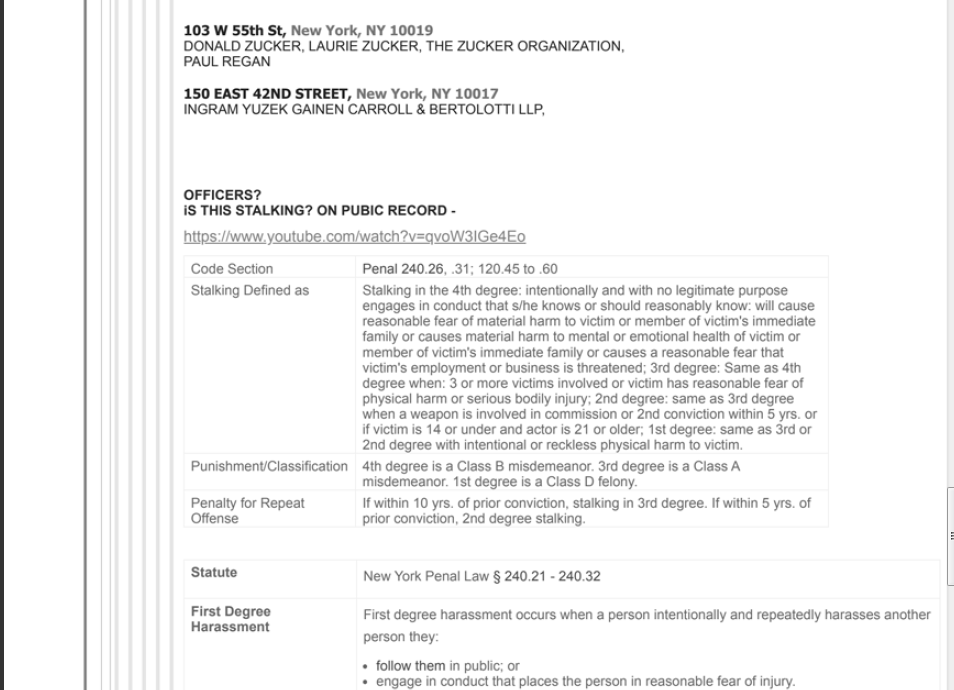 103 W 55th St, New York, NY 10019
DONALD ZUCKER, LAURIE ZUCKER, THE ZUCKER ORGANIZATION,
PAUL REGAN
150 EAST 42ND STREET, New York, NY 10017
INGRAM YUZEK GAINEN CARROLL & BERTOLOTTI LLP,
OFFICERS?
iS THIS STALKING? ON PUBIC RECORD -
https://www.youtube.com/watch?v=qvoW3IGe4Eo
Code Section
Penal 240.26, .31; 120.45 to .60
Stalking Defined as
Stalking in the 4th degree: intentionally and with no legitimate purpose
engages in conduct that s/he knows or should reasonably know: will cause
reasonable fear of material harm to victim or member of victim's immediate
family or causes material harm to mental or emotional health of victim or
member of victim's immediate family or causes a reasonable fear that
victim's employment or business is threatened; 3rd degree: Same as 4th
degree when: 3 or more victims involved or victim has reasonable fear of
physical harm or serious bodily injury; 2nd degree: same as 3rd degree
when a weapon is involved in commission or 2nd conviction within 5 yrs. or
if victim is 14 or under and actor is 21 or older; 1st degree: same as 3rd or
2nd degree with intentional or reckless physical harm to victim.
Punishment/Classification
4th degree is a Class B misdemeanor. 3rd degree is a Class A
misdemeanor. 1st degree is a Class D felony.
Penalty for Repeat
Offense
If within 10 yrs. of prior conviction, stalking in 3rd degree. If within 5 yrs. of
prior conviction, 2nd degree stalking.
Statute
New York Penal Law § 240.21 - 240.32
First Degree
Harassment
First degree harassment occurs when a person intentionally and repeatedly harasses another
person they:
• follow them in public; or
• engage in conduct that places the person in reasonable fear of injury.